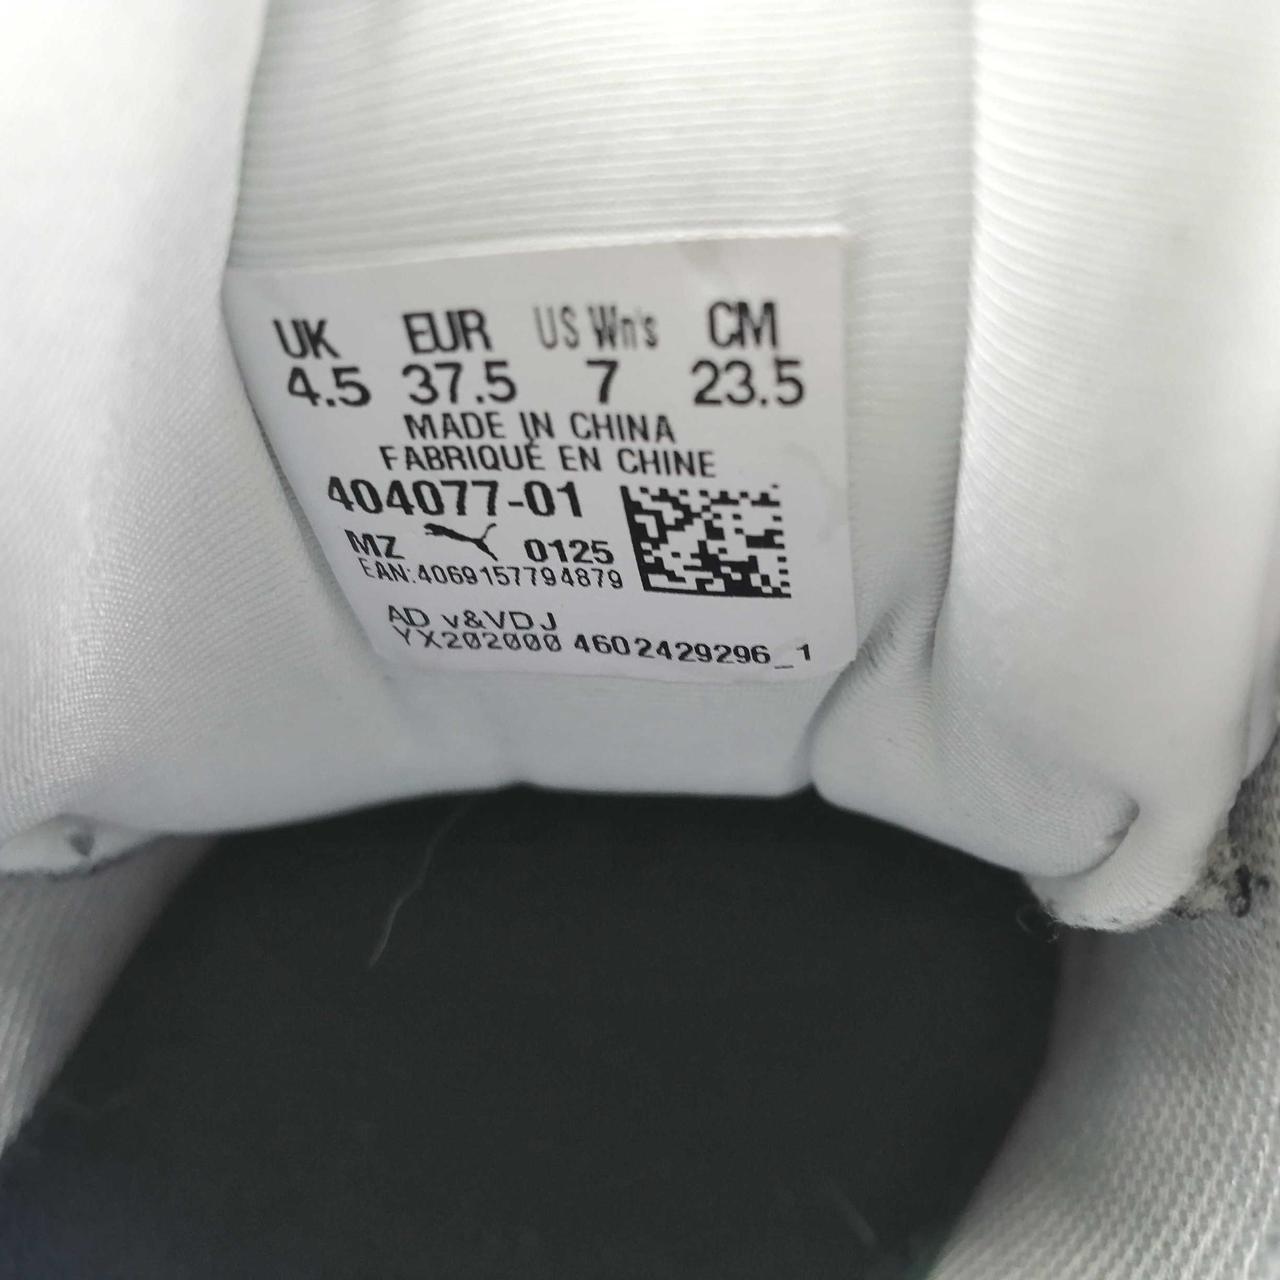 UK EUR US Wn's CM
4.5 37.5 7 23.5
MADE IN CHINA
FABRIQUÉ EN CHINE
404077-01
MZ 0125
EAN:4069157794879
AD v&VDJ
YX202000 4602429296_1